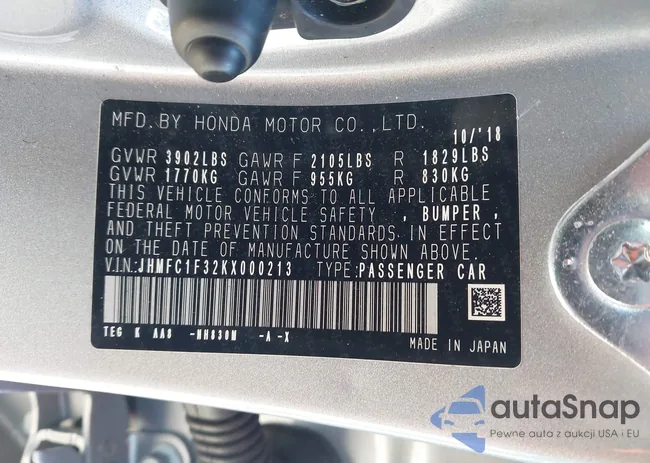 MFD.BY HONDA MOTOR CO.,LTD.
10/'18
GVWR 3902LBS GAWR F 2105LBS R 1829LBS
GVWR 1770KG GAWR F 955KG R 830KG
THIS VEHICLE CONFORMS TO ALL APPLICABLE
FEDERAL MOTOR VEHICLE SAFETY , BUMPER ,
AND THEFT PREVENTION STANDARDS IN EFFECT
ON THE DATE OF MANUFACTURE SHOWN ABOVE.
V.I.N:JHMFC1F32KX000213 TYPE:PASSENGER CAR
TEG K AA8 -NH830M -A -X
MADE IN JAPAN
autaSnap
Pewne auta z aukcji USA i EU